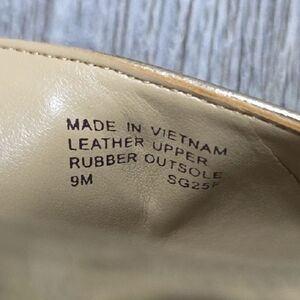 MADE IN VIETNAM
LEATHER UPPER
RUBBER OUTSOLE
9M